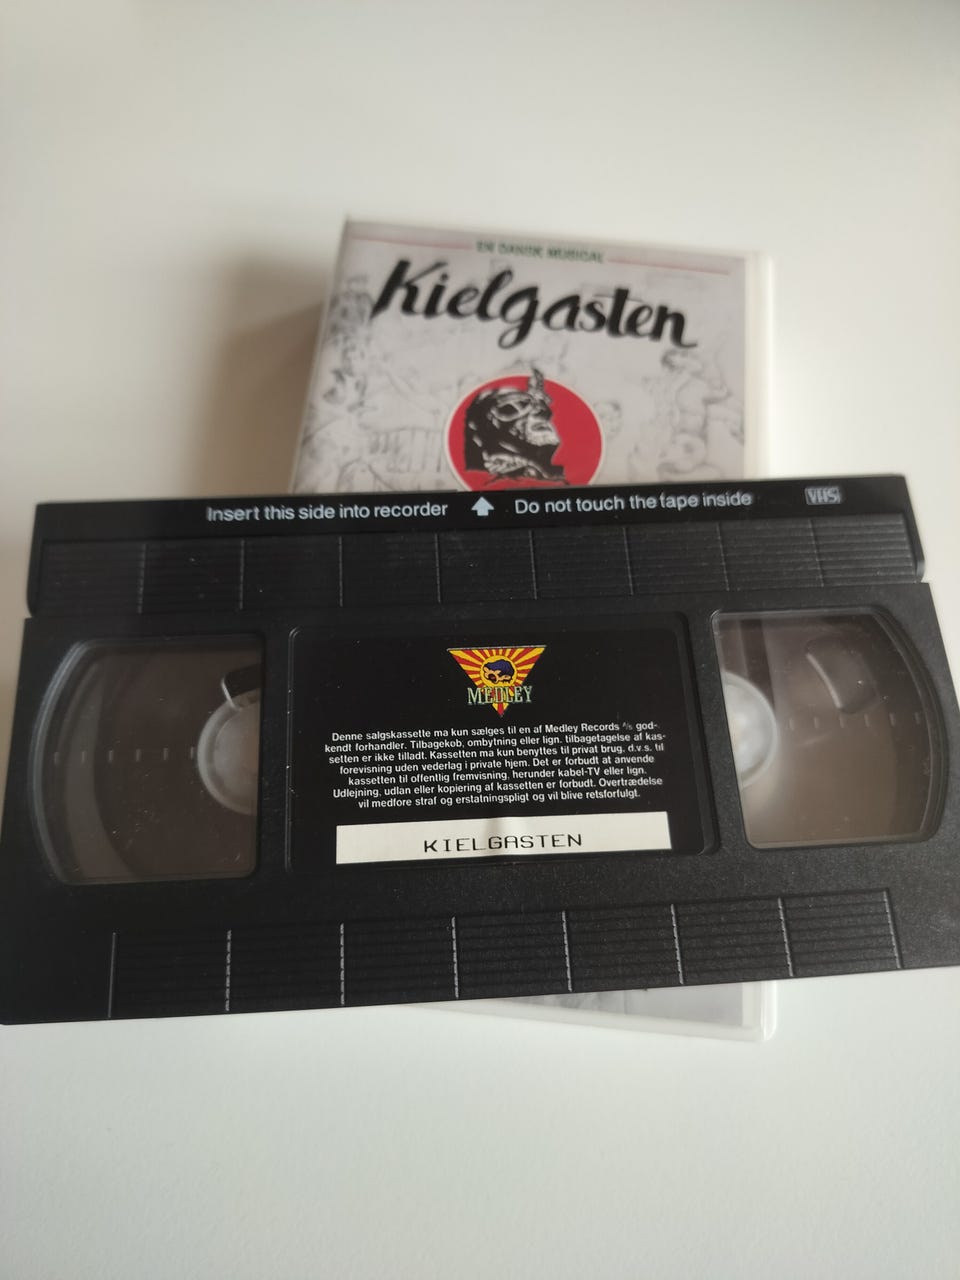 EN DANSK MUSICAL
Kielgasten
Insert this side into recorder Do not touch the tape inside VHS
MEDLEY
Denne salgskassette ma kun sælges til en af Medley Records A/S god-
kendt forhandler. Tilbagekob, ombytning eller lign. tilbagetagelse af kas-
setten er ikke tilladt. Kassetten ma kun benyttes til privat brug, d.v.s. til
forevisning uden vederlag i private hjem. Det er forbudt at anvende
kassetten til offentlig fremvisning, herunder kabel-TV eller lign.
Udlejning, udlan eller kopiering af kassetten er forbudt. Overtrædelse
vil medfore straf og erstatningspligt og vil blive retsforfulgt.
KIELGASTEN